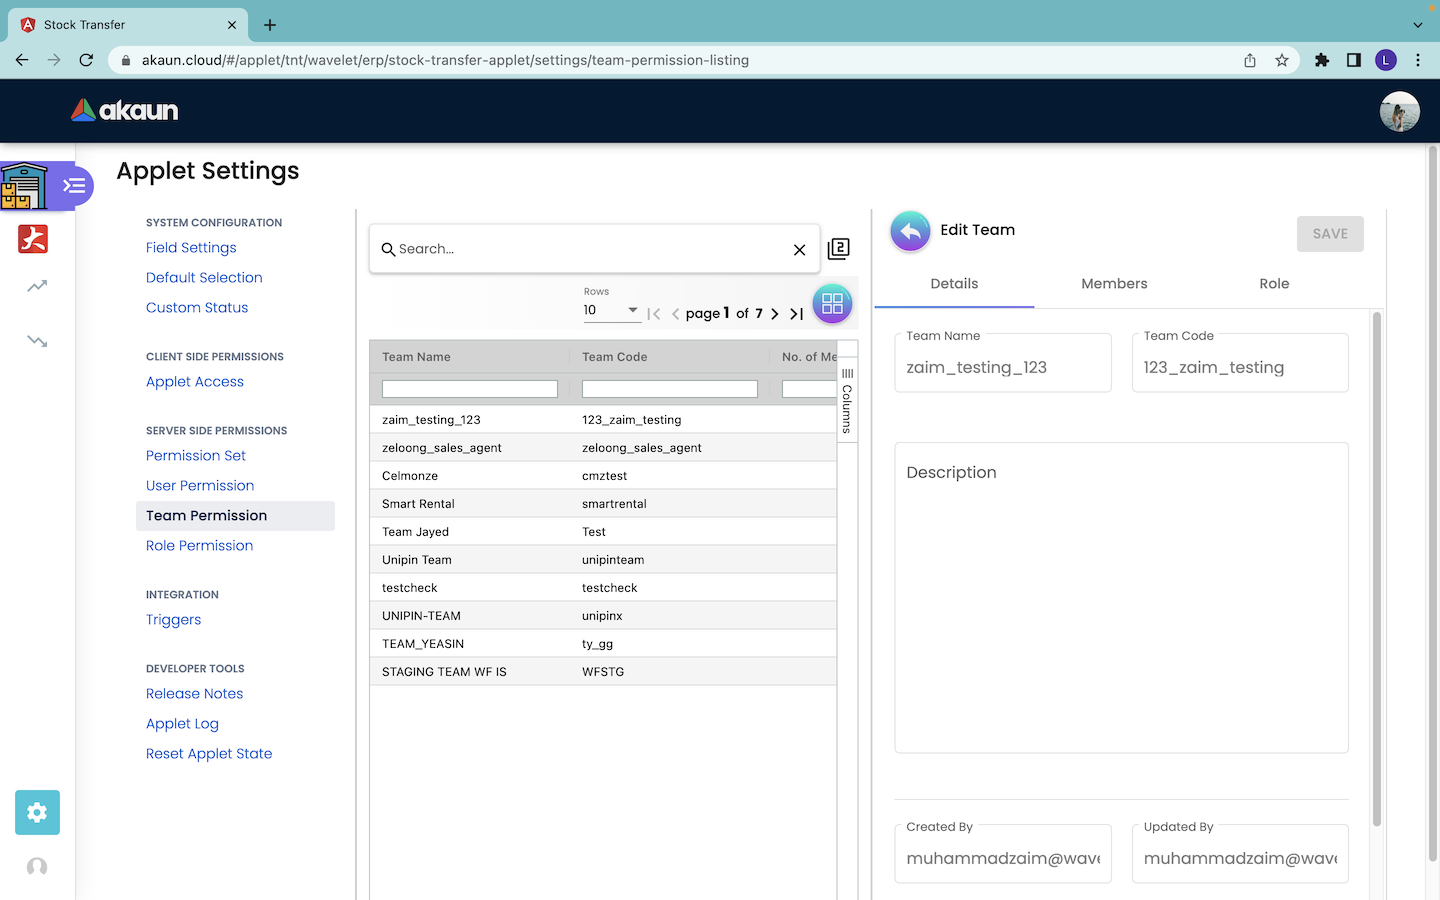 Stock Transfer
akaun.cloud/#/applet/tnt/wavelet/erp/stock-transfer-applet/settings/team-permission-listing
L
akaun
Applet Settings
SYSTEM CONFIGURATION
Field Settings
Default Selection
Custom Status
CLIENT SIDE PERMISSIONS
Applet Access
SERVER SIDE PERMISSIONS
Permission Set
User Permission
Team Permission
Role Permission
INTEGRATION
Triggers
DEVELOPER TOOLS
Release Notes
Applet Log
Reset Applet State
Search...
2
Rows
10
page 1 of 7
Team Name Team Code No. of Me
Columns
zaim_testing_123 123_zaim_testing
zeloong_sales_agent zeloong_sales_agent
Celmonze cmztest
Smart Rental smartrental
Team Jayed Test
Unipin Team unipinteam
testcheck testcheck
UNIPIN-TEAM unipinx
TEAM_YEASIN ty_gg
STAGING TEAM WF IS WFSTG
Edit Team
SAVE
Details Members Role
Team Name
zaim_testing_123
Team Code
123_zaim_testing
Description
Created By
muhammadzaim@wave
Updated By
muhammadzaim@wave